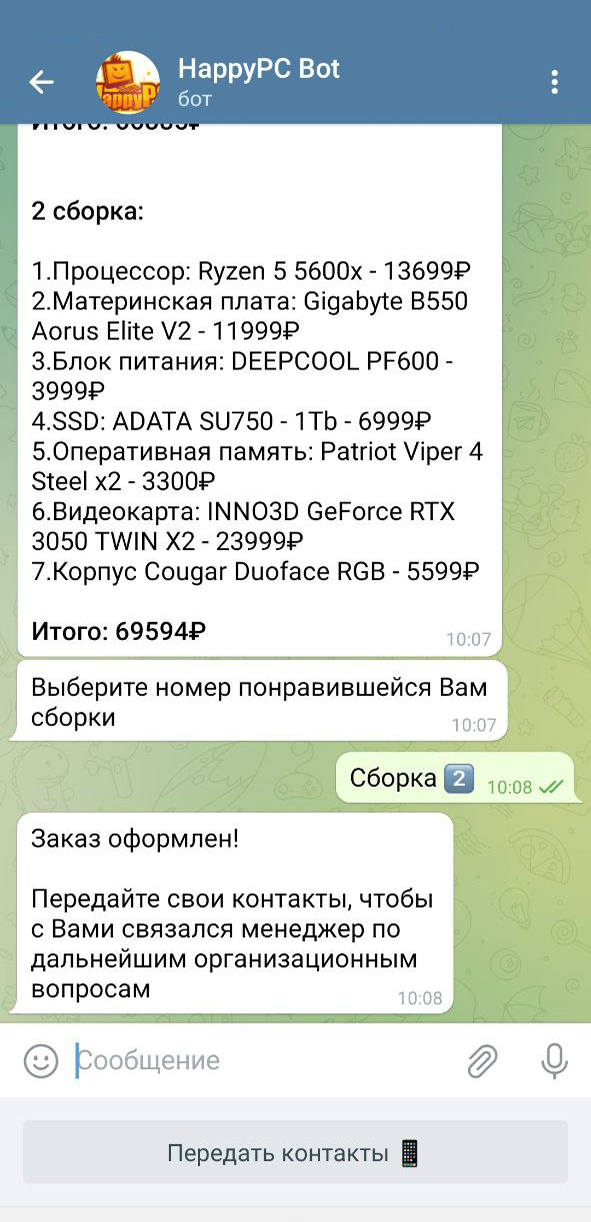 HappyPC Bot
бот
2 сборка:
1.Процессор: Ryzen 5 5600x - 13699₽
2.Материнская плата: Gigabyte B550
Aorus Elite V2 - 11999₽
3.Блок питания: DEEPCOOL PF600 -
3999₽
4.SSD: ADATA SU750 - 1Tb - 6999₽
5.Оперативная память: Patriot Viper 4
Steel x2 - 3300₽
6.Видеокарта: INNO3D GeForce RTX
3050 TWIN X2 - 23999₽
7.Корпус Cougar Duoface RGB - 5599₽
Итого: 69594₽
10:07
Выберите номер понравившейся Вам
сборки
10:07
Сборка 2️⃣
10:08
Заказ оформлен!
Передайте свои контакты, чтобы
с Вами связался менеджер по
дальнейшим организационным
вопросам
10:08
Сообщение
Передать контакты 📱